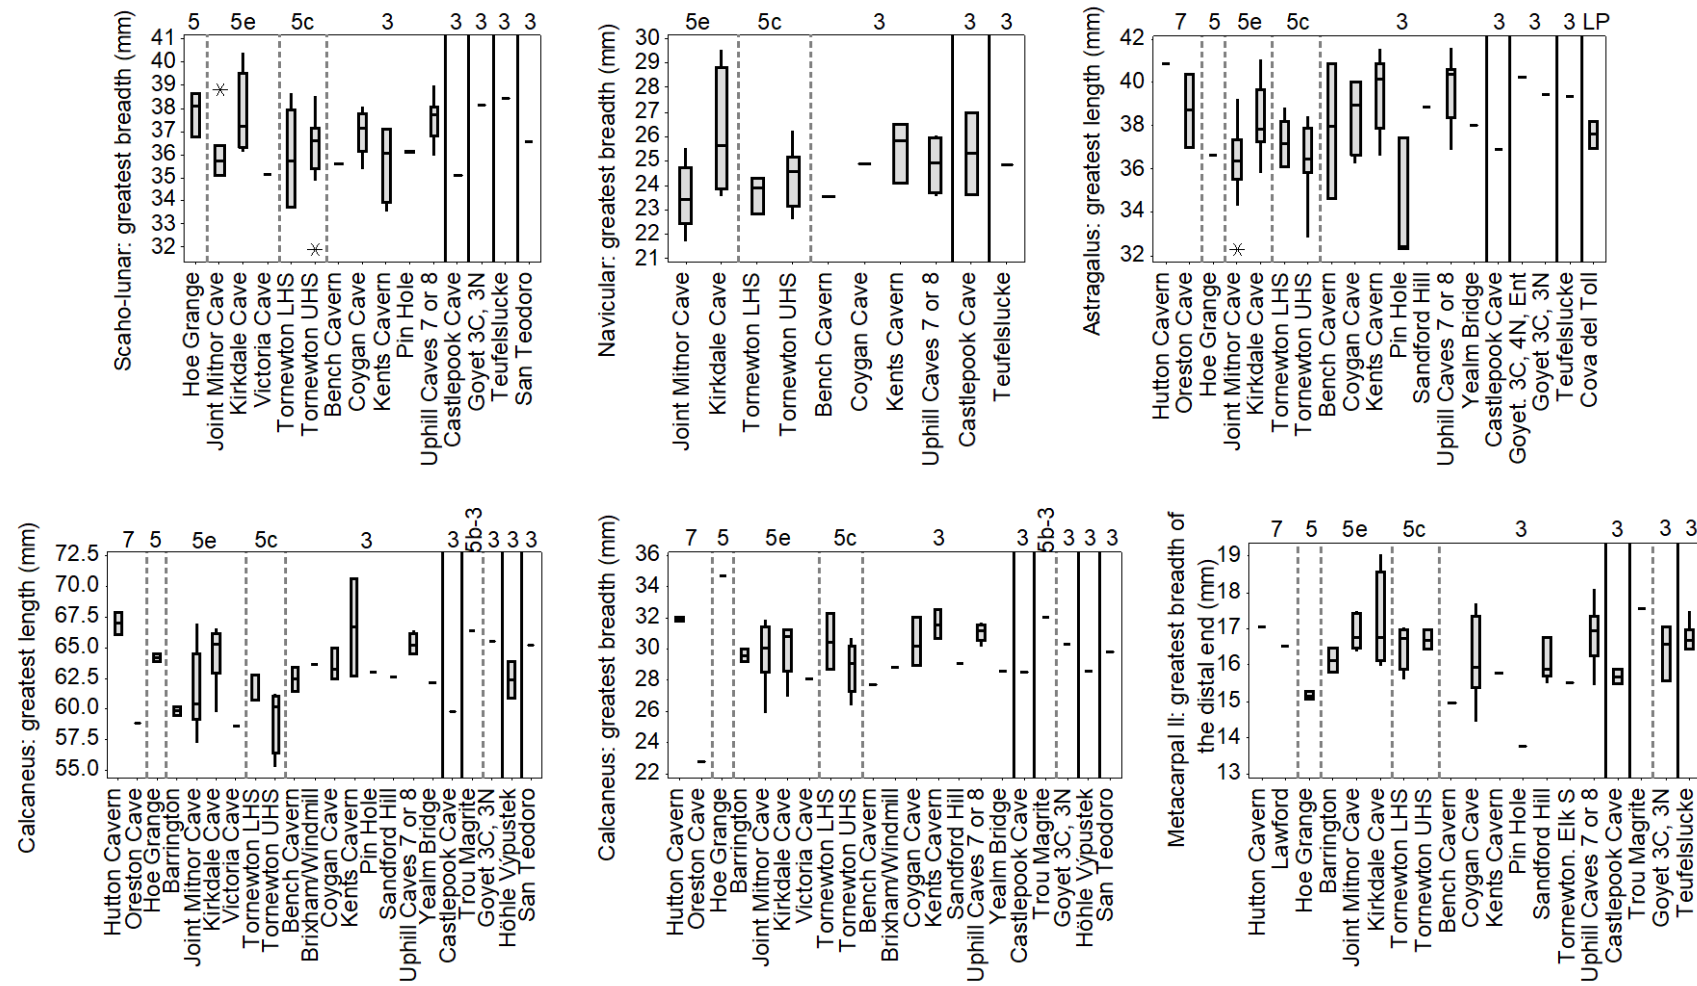 Scaho-lunar: greatest breadth (mm)
5 5e 5c 3 3 3 3 3
41
40
39
38
37
36
35
34
33
32
Hoe Grange
Joint Mitnor Cave
Kirkdale Cave
Victoria Cave
Tornewton LHS
Tornewton UHS
Bench Cavern
Coygan Cave
Kents Cavern
Pin Hole
Uphill Caves 7 or 8
Castlepook Cave
Goyet 3C, 3N
Teufelslucke
San Teodoro
Navicular: greatest breadth (mm)
5e 5c 3 3
30
29
28
27
26
25
24
23
22
21
Joint Mitnor Cave
Kirkdale Cave
Tornewton LHS
Tornewton UHS
Bench Cavern
Coygan Cave
Kents Cavern
Uphill Caves 7 or 8
Castlepook Cave
Teufelslucke
Astragalus: greatest length (mm)
7 5 5e 5c 3 3 3 3 LP
42
40
38
36
34
32
Hutton Cavern
Oreston Cave
Hoe Grange
Joint Mitnor Cave
Kirkdale Cave
Tornewton LHS
Tornewton UHS
Bench Cavern
Coygan Cave
Kents Cavern
Pin Hole
Sandford Hill
Uphill Caves 7 or 8
Yealm Bridge
Castlepook Cave
Goyet. 3C, 4N, Ent
Goyet 3C, 3N
Teufelslucke
Cova del Toll
Calcaneus: greatest length (mm)
7 5 5e 5c 3 3 5b-3 3 3 3
72.5
70.0
67.5
65.0
62.5
60.0
57.5
55.0
Hutton Cavern
Oreston Cave
Hoe Grange
Barrington
Joint Mitnor Cave
Kirkdale Cave
Victoria Cave
Tornewton LHS
Tornewton UHS
Bench Cavern
Brixham/Windmill
Coygan Cave
Kents Cavern
Pin Hole
Sandford Hill
Uphill Caves 7 or 8
Yealm Bridge
Castlepook Cave
Trou Magrite
Goyet 3C, 3N
Höhle Výpustek
San Teodoro
Calcaneus: greatest breadth (mm)
7 5 5e 5c 3 3 5b-3 3 3 3
36
34
32
30
28
26
24
22
Hutton Cavern
Oreston Cave
Hoe Grange
Barrington
Joint Mitnor Cave
Kirkdale Cave
Victoria Cave
Tornewton LHS
Tornewton UHS
Bench Cavern
Brixham/Windmill
Coygan Cave
Kents Cavern
Sandford Hill
Uphill Caves 7 or 8
Yealm Bridge
Castlepook Cave
Trou Magrite
Goyet 3C, 3N
Höhle Výpustek
San Teodoro
Metacarpal II: greatest breadth of
the distal end (mm)
7 5 5e 5c 3 3 3 3
19
18
17
16
15
14
13
Hutton Cavern
Lawford
Hoe Grange
Barrington
Joint Mitnor Cave
Kirkdale Cave
Tornewton LHS
Tornewton UHS
Bench Cavern
Coygan Cave
Kents Cavern
Pin Hole
Sandford Hill
Tornewton. Elk S
Uphill Caves 7 or 8
Castlepook Cave
Trou Magrite
Goyet 3C, 3N
Teufelslucke